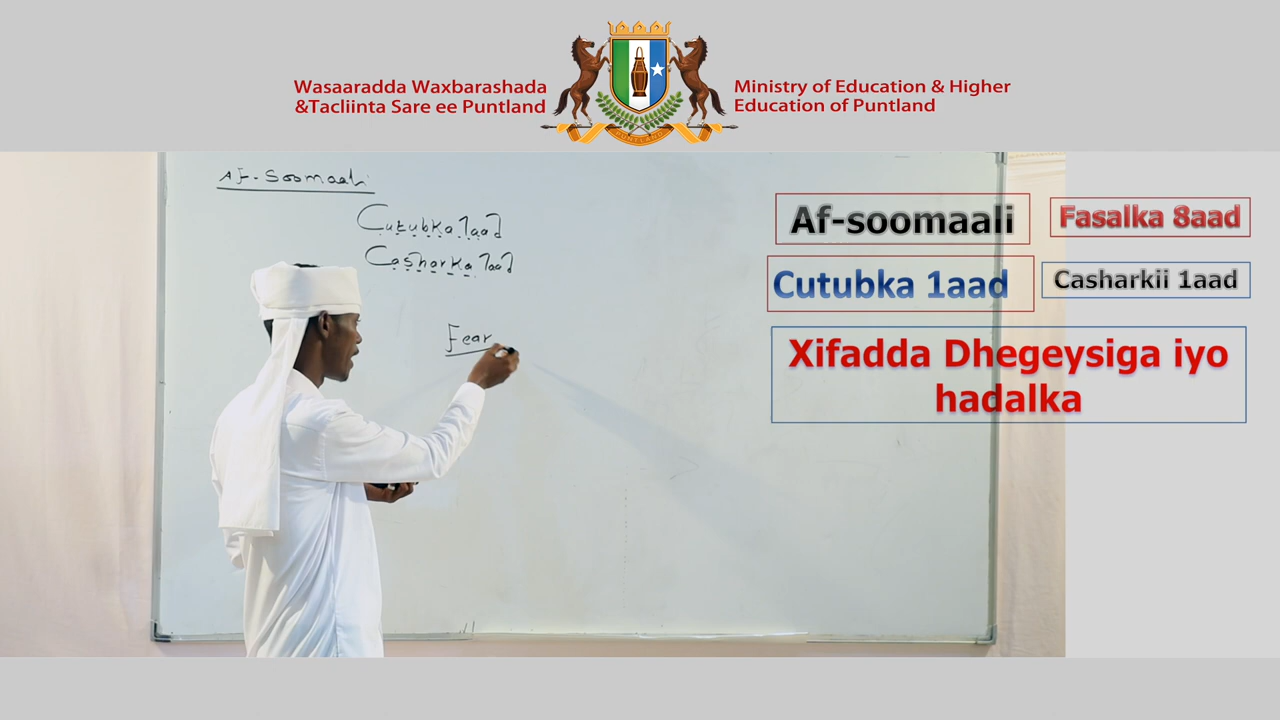 Wasaaradda Waxbarashada
&Tacliinta Sare ee Puntland
Ministry of Education & Higher
Education of Puntland
PUNTLAND
AF-Soomaali
Cutubka 1aad
Casharka 1aad
Fear
Af-soomaali
Fasalka 8aad
Cutubka 1aad
Casharkii 1aad
Xifadda Dhegeysiga iyo
hadalka